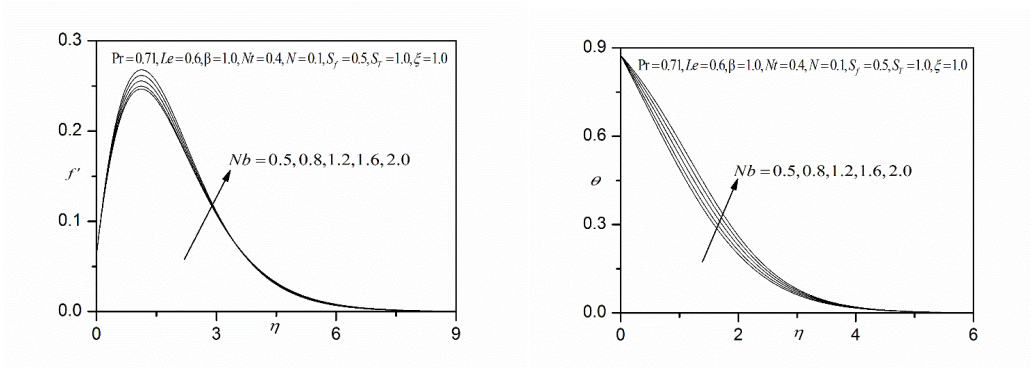 0.3
Pr=0.71, Le=0.6, β=1.0, Nt=0.4, N=0.1, S_f=0.5, S_T=1.0, ξ=1.0
0.2
Nb=0.5, 0.8, 1.2, 1.6, 2.0
f'
0.1
0.0
0 3 η 6 9
0.9
Pr=0.71, Le=0.6, β=1.0, Nt=0.4, N=0.1, S_f=0.5, S_T=1.0, ξ=1.0
0.6
Nb=0.5, 0.8, 1.2, 1.6, 2.0
θ
0.3
0.0
0 2 η 4 6